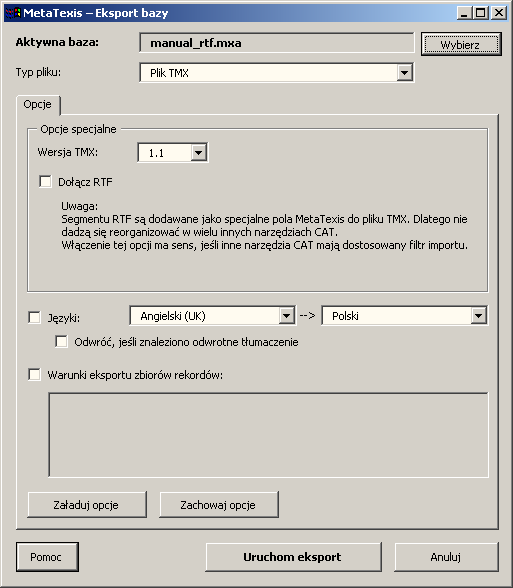 MetaTexis – Eksport bazy
Aktywna baza: manual_rtf.mxa Wybierz
Typ pliku: Plik TMX
Opcje
Opcje specjalne
Wersja TMX: 1.1
Dołącz RTF
Uwaga:
Segmentu RTF są dodawane jako specjalne pola MetaTexis do pliku TMX. Dlatego nie
dadzą się reorganizować w wielu innych narzędziach CAT.
Włączenie tej opcji ma sens, jeśli inne narzędzia CAT mają dostosowany filtr importu.
Języki: Angielski (UK) --> Polski
Odwróć, jeśli znaleziono odwrotne tłumaczenie
Warunki eksportu zbiorów rekordów:
Załaduj opcje Zachowaj opcje
Pomoc Uruchom eksport Anuluj